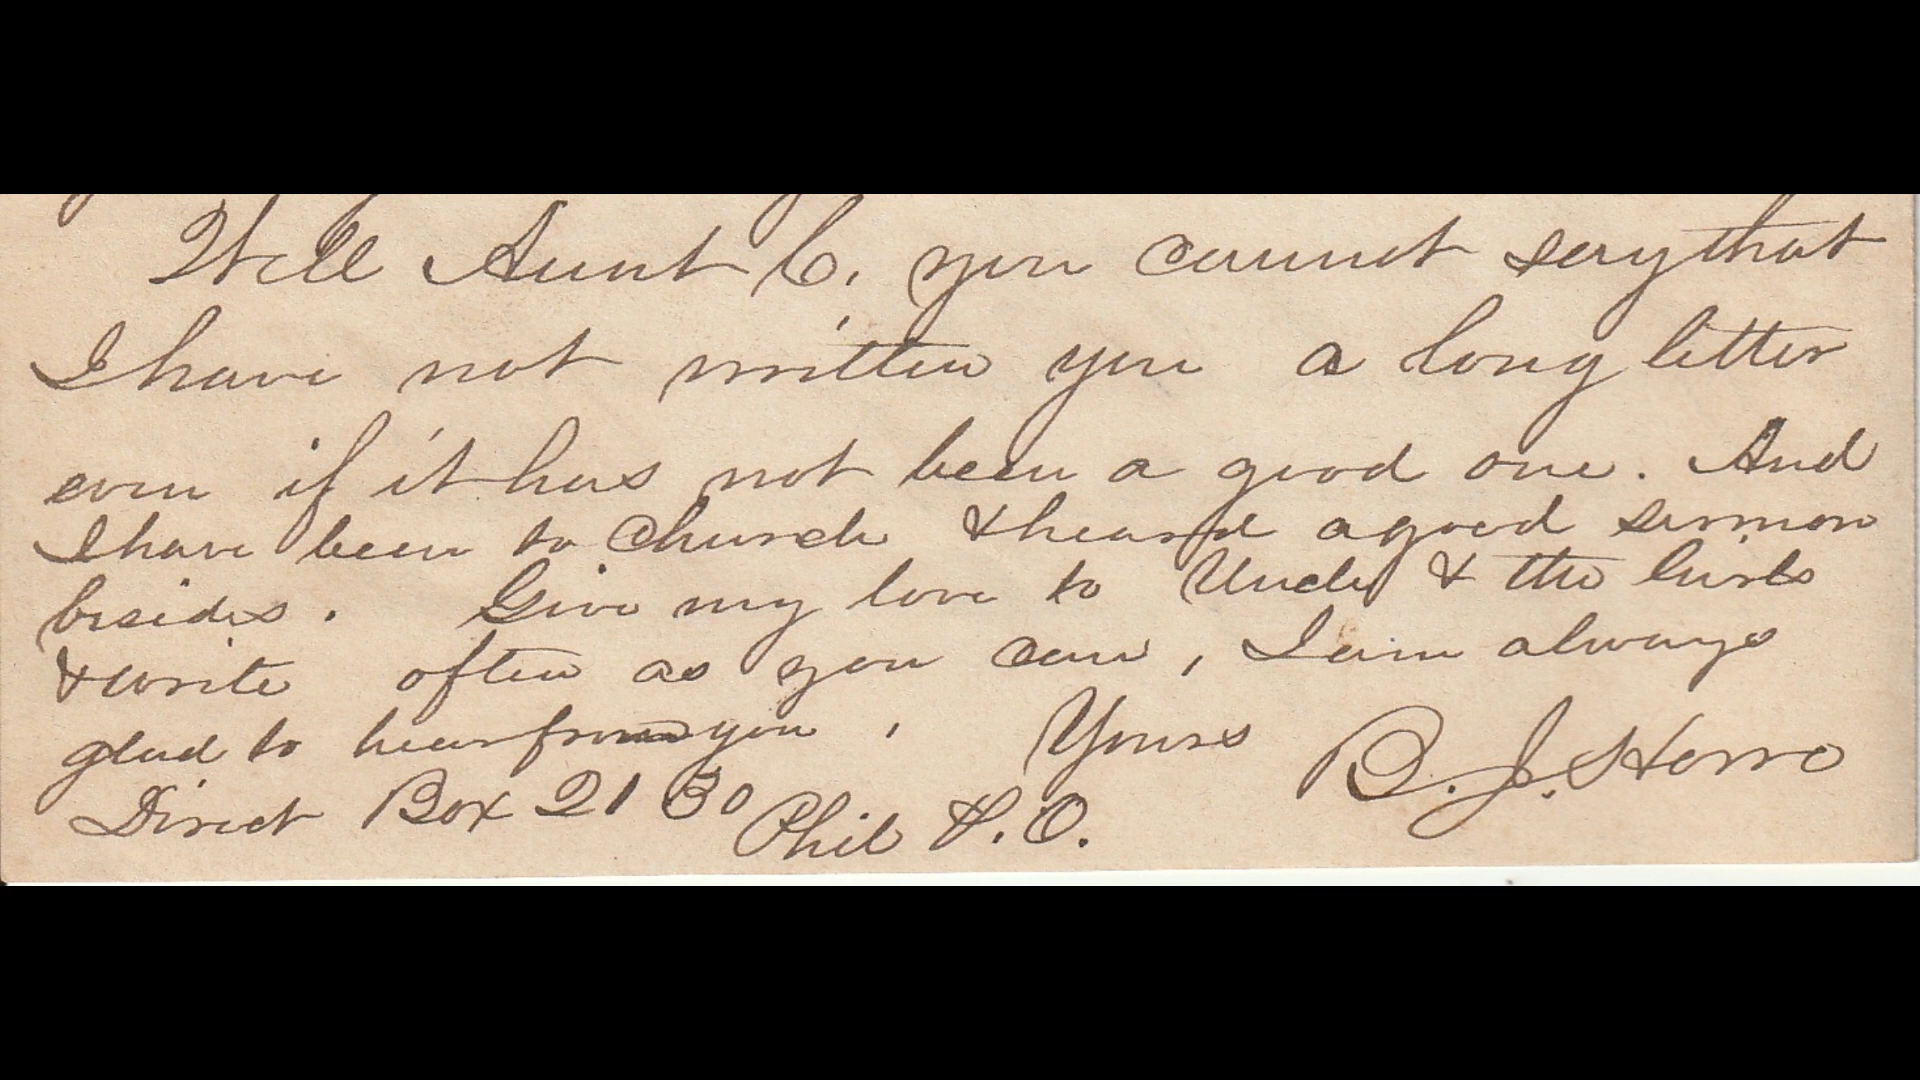 Well Aunt C, you cannot say that
I have not written you a long letter
even if it has not been a good one. And
I have been to Church & heard a good sermon
besides. Give my love to Uncle & the Girls
& write often as you can, I am always
glad to hear from you, Yours B. J.
Direct Box 2130 Phil P.O.